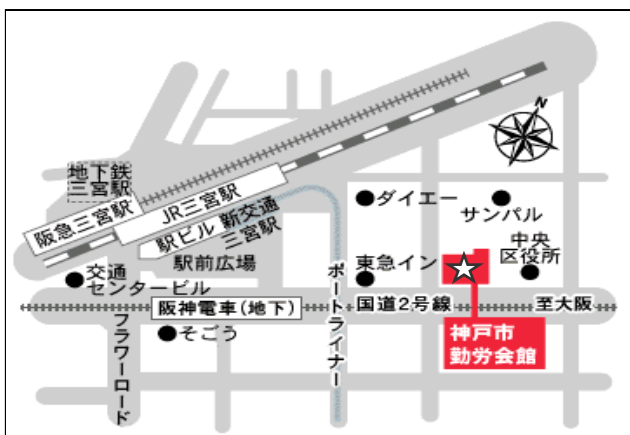 N
地下鉄
三宮駅
阪急三宮駅
JR三宮駅
駅ビル
新交通
三宮駅
駅前広場
ダイエー
サンパル
中央
区役所
東急イン
交通
センタービル
阪神電車(地下)
国道2号線
至大阪
そごう
フラワーロード
ポートライナー
神戸市
勤労会館